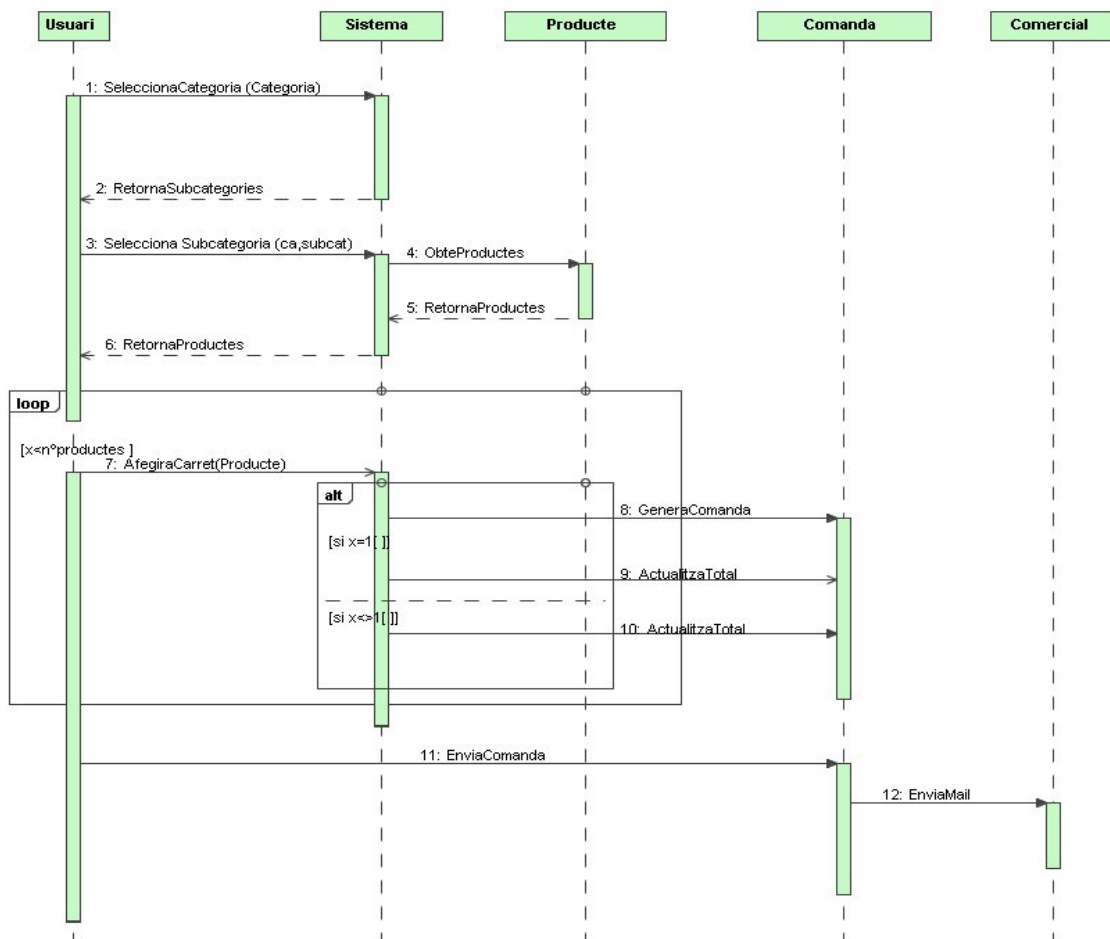 Usuari
Sistema
Producte
Comanda
Comercial
1: SeleccionaCategoria (Categoria)
2: RetornaSubcategories
3: Selecciona Subcategoria (ca,subcat)
4: ObteProductes
5: RetornaProductes
6: RetornaProductes
loop
[x<nºproductes ]
7: AfegiraCarret(Producte)
alt
8: GeneraComanda
[si x=1[ ]]
9: ActualitzaTotal
[si x<>1[ ]]
10: ActualitzaTotal
11: EnviaComanda
12: EnviaMail